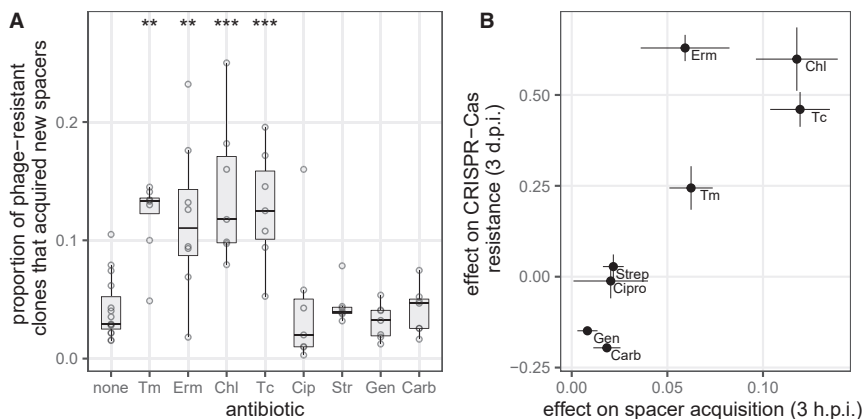 A
proportion of phage-resistant
clones that acquired new spacers
** ** *** ***
0.2
0.1
0.0
none Tm Erm Chl Tc Cip Str Gen Carb
antibiotic
B
effect on CRISPR−Cas
resistance (3 d.p.i.)
0.50
0.25
0.00
−0.25
Erm
Chl
Tc
Tm
Strep
Cipro
Gen
Carb
0.00 0.05 0.10
effect on spacer acquisition (3 h.p.i.)